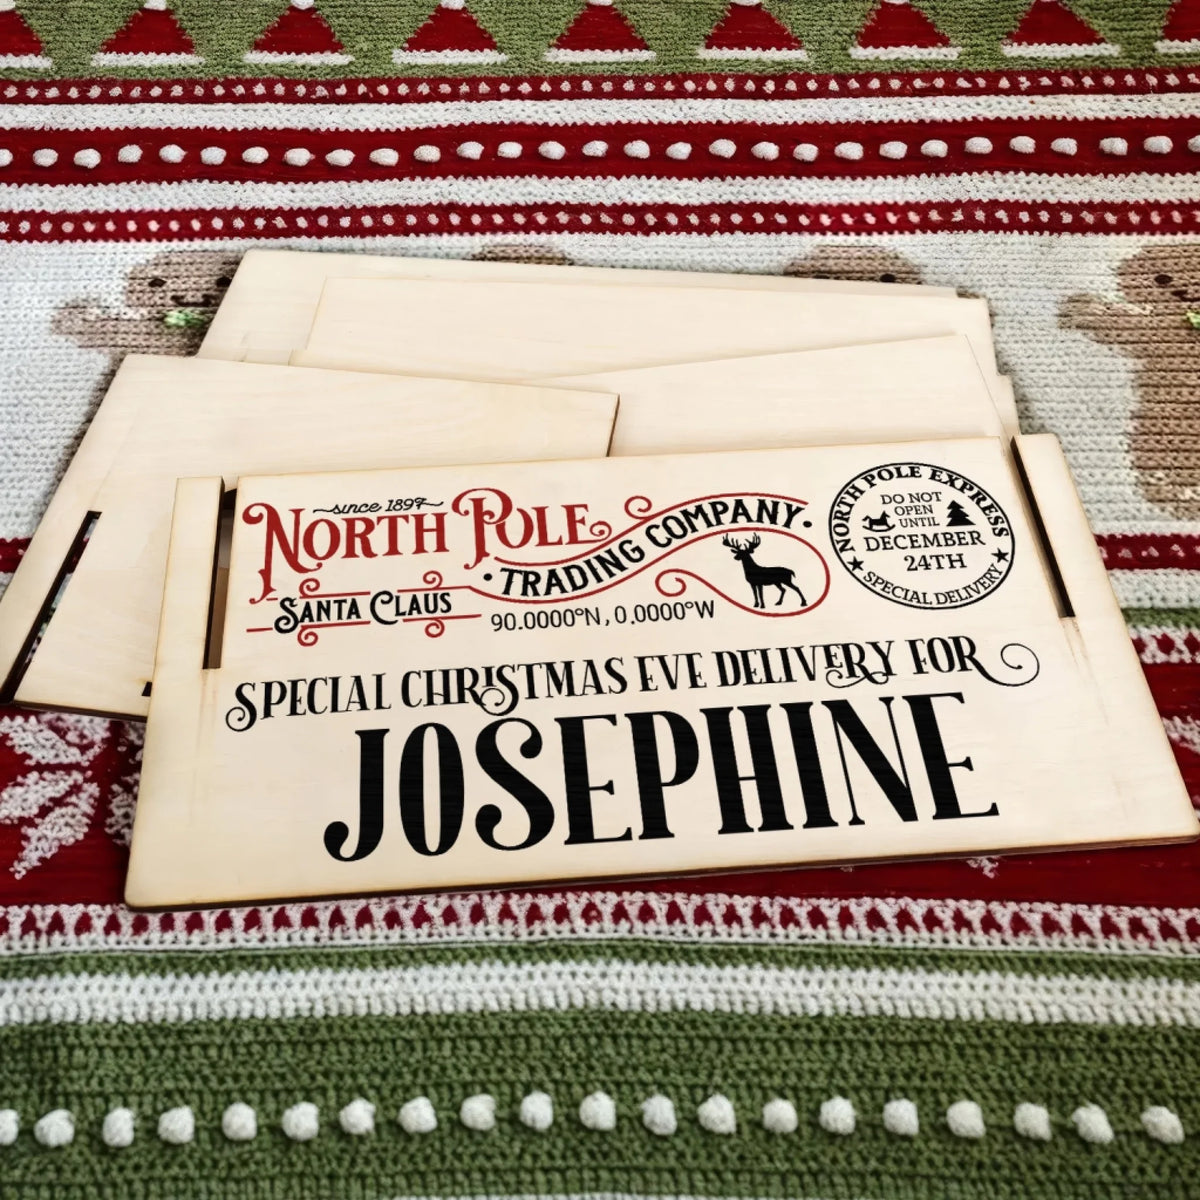 since 1897
NORTH POLE
TRADING COMPANY
SANTA CLAUS
90.0000°N, 0.0000°W
NORTH POLE EXPRESS
DO NOT
OPEN
UNTIL
DECEMBER
24TH
SPECIAL DELIVERY
SPECIAL CHRISTMAS EVE DELIVERY FOR
JOSEPHINE